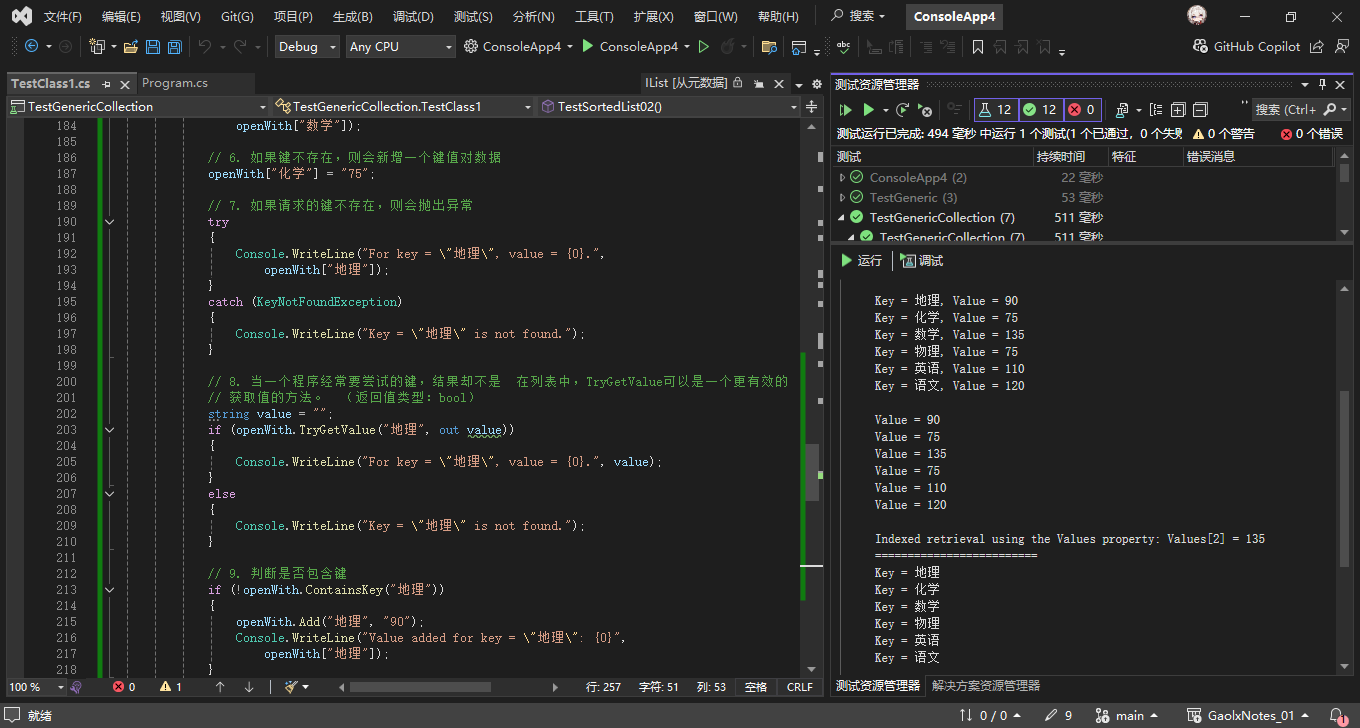 文件(F) 编辑(E) 视图(V) Git(G) 项目(P) 生成(B) 调试(D) 测试(S) 分析(N) 工具(T) 扩展(X) 窗口(W) 帮助(H) 搜索 ConsoleApp4
Debug Any CPU ConsoleApp4 ConsoleApp4 GitHub Copilot
TestClass1.cs Program.cs IList [从元数据]
TestGenericCollection TestGenericCollection.TestClass1 TestSortedList02()
184 openWith["数学"]);
185
186 // 6. 如果键不存在，则会新增一个键值对数据
187 openWith["化学"] = "75";
188
189 // 7. 如果请求的键不存在，则会抛出异常
190 try
191 {
192 Console.WriteLine("For key = \"地理\", value = {0}.",
193 openWith["地理"]);
194 }
195 catch (KeyNotFoundException)
196 {
197 Console.WriteLine("Key = \"地理\" is not found.");
198 }
199
200 // 8. 当一个程序经常要尝试的键，结果却不是 在列表中，TryGetValue可以是一个更有效的
201 // 获取值的方法。 （返回值类型：bool）
202 string value = "";
203 if (openWith.TryGetValue("地理", out value))
204 {
205 Console.WriteLine("For key = \"地理\", value = {0}.", value);
206 }
207 else
208 {
209 Console.WriteLine("Key = \"地理\" is not found.");
210 }
211
212 // 9. 判断是否包含键
213 if (!openWith.ContainsKey("地理"))
214 {
215 openWith.Add("地理", "90");
216 Console.WriteLine("Value added for key = \"地理\": {0}",
217 openWith["地理"]);
218 }
100 % 0 1 行: 257 字符: 51 列: 53 空格 CRLF
测试资源管理器
12 12 0 搜索 (Ctrl+
测试运行已完成: 494 毫秒 中运行 1 个测试(1 个已通过, 0 个失败 0 个警告 0 个错误
测试 持续时间 特征 错误消息
ConsoleApp4 (2) 22 毫秒
TestGeneric (3) 53 毫秒
TestGenericCollection (7) 511 毫秒
TestGenericCollection (7) 511 毫秒
运行 调试
Key = 地理, Value = 90
Key = 化学, Value = 75
Key = 数学, Value = 135
Key = 物理, Value = 75
Key = 英语, Value = 110
Key = 语文, Value = 120
Value = 90
Value = 75
Value = 135
Value = 75
Value = 110
Value = 120
Indexed retrieval using the Values property: Values[2] = 135
=========================
Key = 地理
Key = 化学
Key = 数学
Key = 物理
Key = 英语
Key = 语文
测试资源管理器 解决方案资源管理器
就绪 0 / 0 9 main GaolxNotes_01 1